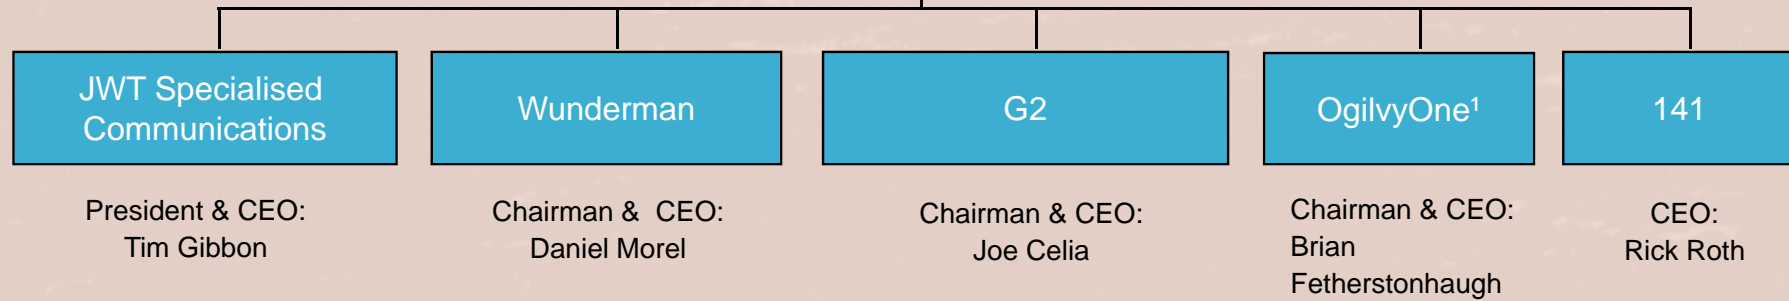 JWT Specialised
Communications
Wunderman
G2
OgilvyOne¹
141
President & CEO:
Tim Gibbon
Chairman &  CEO:
Daniel Morel
Chairman & CEO:
Joe Celia
Chairman & CEO:
Brian
Fetherstonhaugh
CEO:
Rick Roth